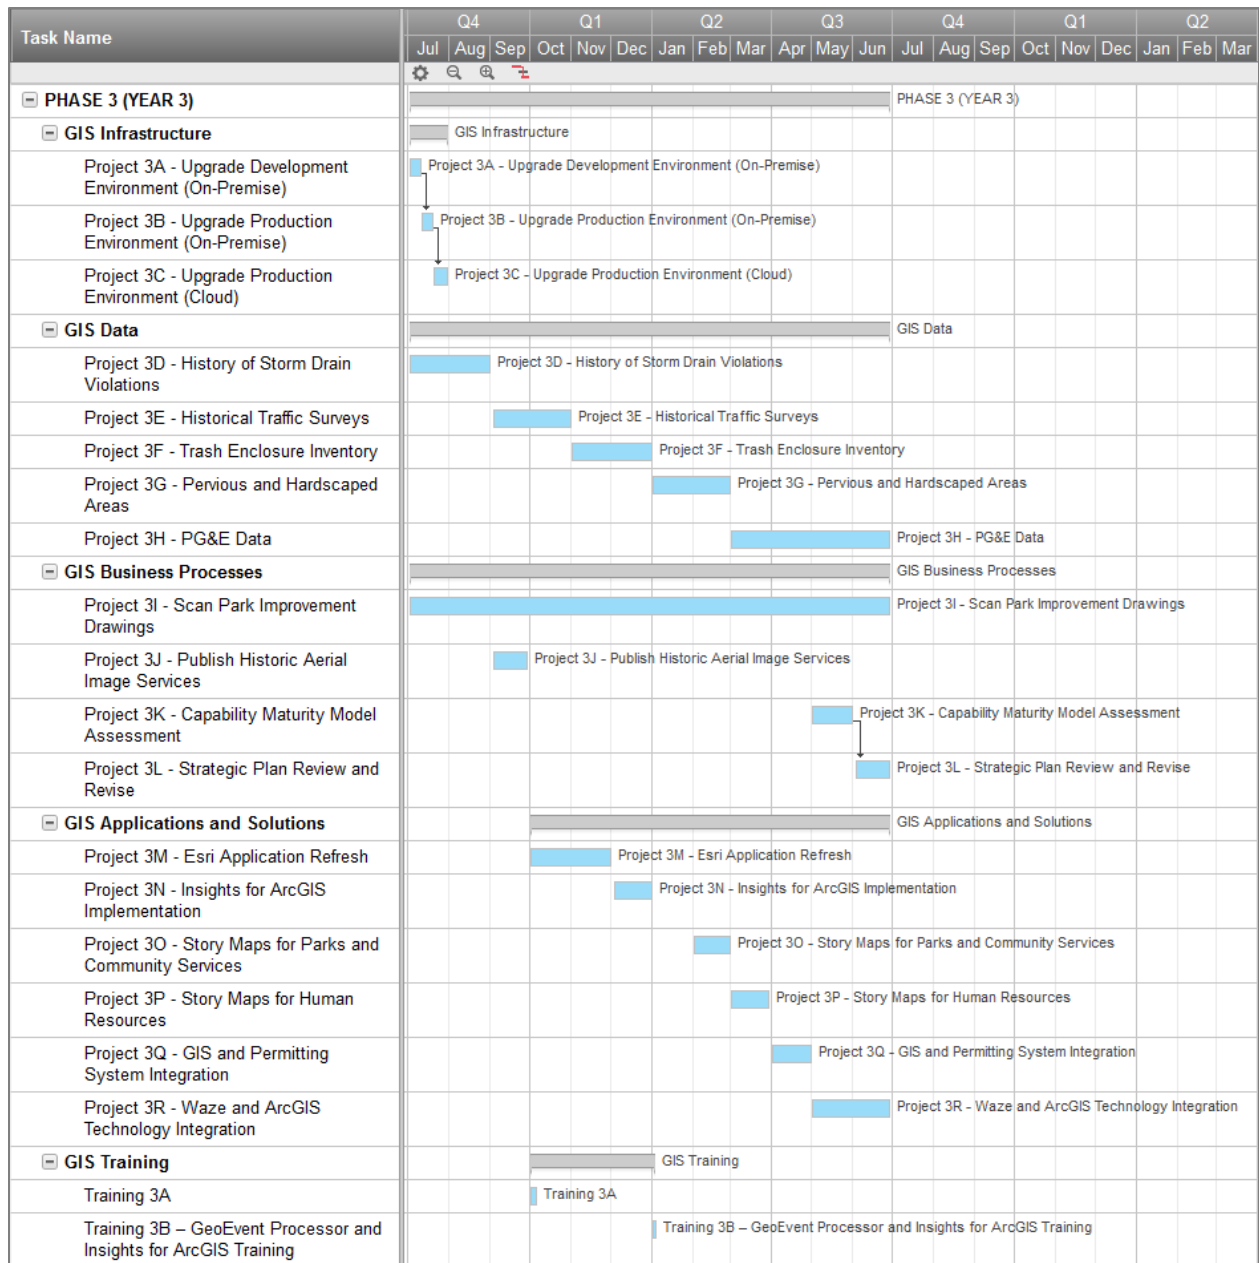 Task Name
Q4 Q1 Q2 Q3 Q4 Q1 Q2
Jul Aug Sep Oct Nov Dec Jan Feb Mar Apr May Jun Jul Aug Sep Oct Nov Dec Jan Feb Mar
PHASE 3 (YEAR 3)
PHASE 3 (YEAR 3)
GIS Infrastructure
GIS Infrastructure
Project 3A - Upgrade Development
Environment (On-Premise)
Project 3A - Upgrade Development Environment (On-Premise)
Project 3B - Upgrade Production
Environment (On-Premise)
Project 3B - Upgrade Production Environment (On-Premise)
Project 3C - Upgrade Production
Environment (Cloud)
Project 3C - Upgrade Production Environment (Cloud)
GIS Data
GIS Data
Project 3D - History of Storm Drain
Violations
Project 3D - History of Storm Drain Violations
Project 3E - Historical Traffic Surveys
Project 3E - Historical Traffic Surveys
Project 3F - Trash Enclosure Inventory
Project 3F - Trash Enclosure Inventory
Project 3G - Pervious and Hardscaped
Areas
Project 3G - Pervious and Hardscaped Areas
Project 3H - PG&E Data
Project 3H - PG&E Data
GIS Business Processes
GIS Business Processes
Project 3I - Scan Park Improvement
Drawings
Project 3I - Scan Park Improvement Drawings
Project 3J - Publish Historic Aerial
Image Services
Project 3J - Publish Historic Aerial Image Services
Project 3K - Capability Maturity Model
Assessment
Project 3K - Capability Maturity Model Assessment
Project 3L - Strategic Plan Review and
Revise
Project 3L - Strategic Plan Review and Revise
GIS Applications and Solutions
GIS Applications and Solutions
Project 3M - Esri Application Refresh
Project 3M - Esri Application Refresh
Project 3N - Insights for ArcGIS
Implementation
Project 3N - Insights for ArcGIS Implementation
Project 3O - Story Maps for Parks and
Community Services
Project 3O - Story Maps for Parks and Community Services
Project 3P - Story Maps for Human
Resources
Project 3P - Story Maps for Human Resources
Project 3Q - GIS and Permitting
System Integration
Project 3Q - GIS and Permitting System Integration
Project 3R - Waze and ArcGIS
Technology Integration
Project 3R - Waze and ArcGIS Technology Integration
GIS Training
GIS Training
Training 3A
Training 3A
Training 3B – GeoEvent Processor and
Insights for ArcGIS Training
Training 3B – GeoEvent Processor and Insights for ArcGIS Training